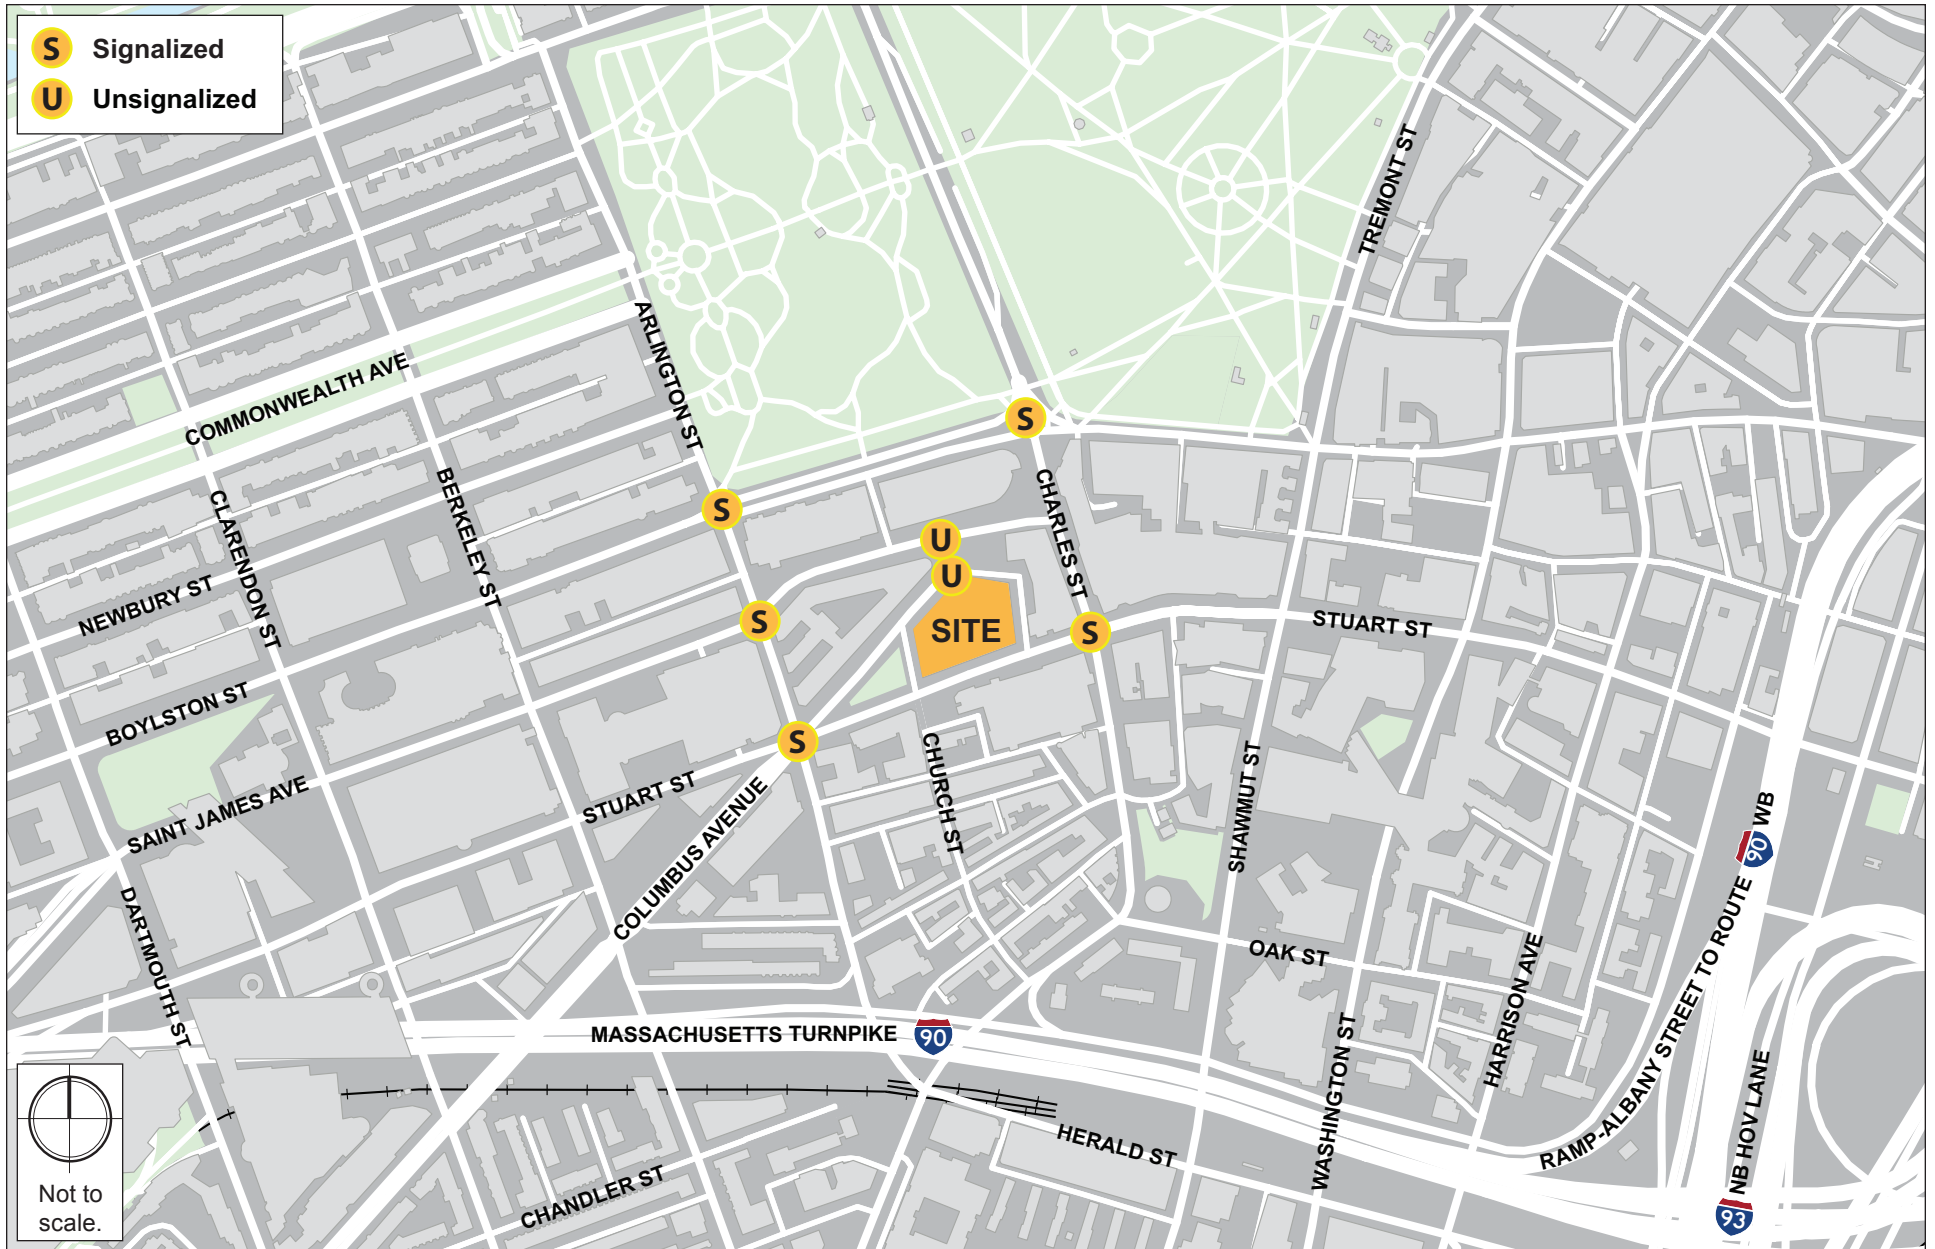 S Signalized
U Unsignalized
TREMONT ST
ARLINGTON ST
COMMONWEALTH AVE
S
CHARLES ST
BERKELEY ST
CLARENDON ST
S
U
U
NEWBURY ST
S
SITE
S
STUART ST
BOYLSTON ST
S
CHURCH ST
SHAWMUT ST
STUART ST
SAINT JAMES AVE
COLUMBUS AVENUE
DARTMOUTH ST
OAK ST
HARRISON AVE
RAMP-ALBANY STREET TO ROUTE 90 WB
MASSACHUSETTS TURNPIKE 90
WASHINGTON ST
NB HOV LANE
93
HERALD ST
CHANDLER ST
Not to
scale.